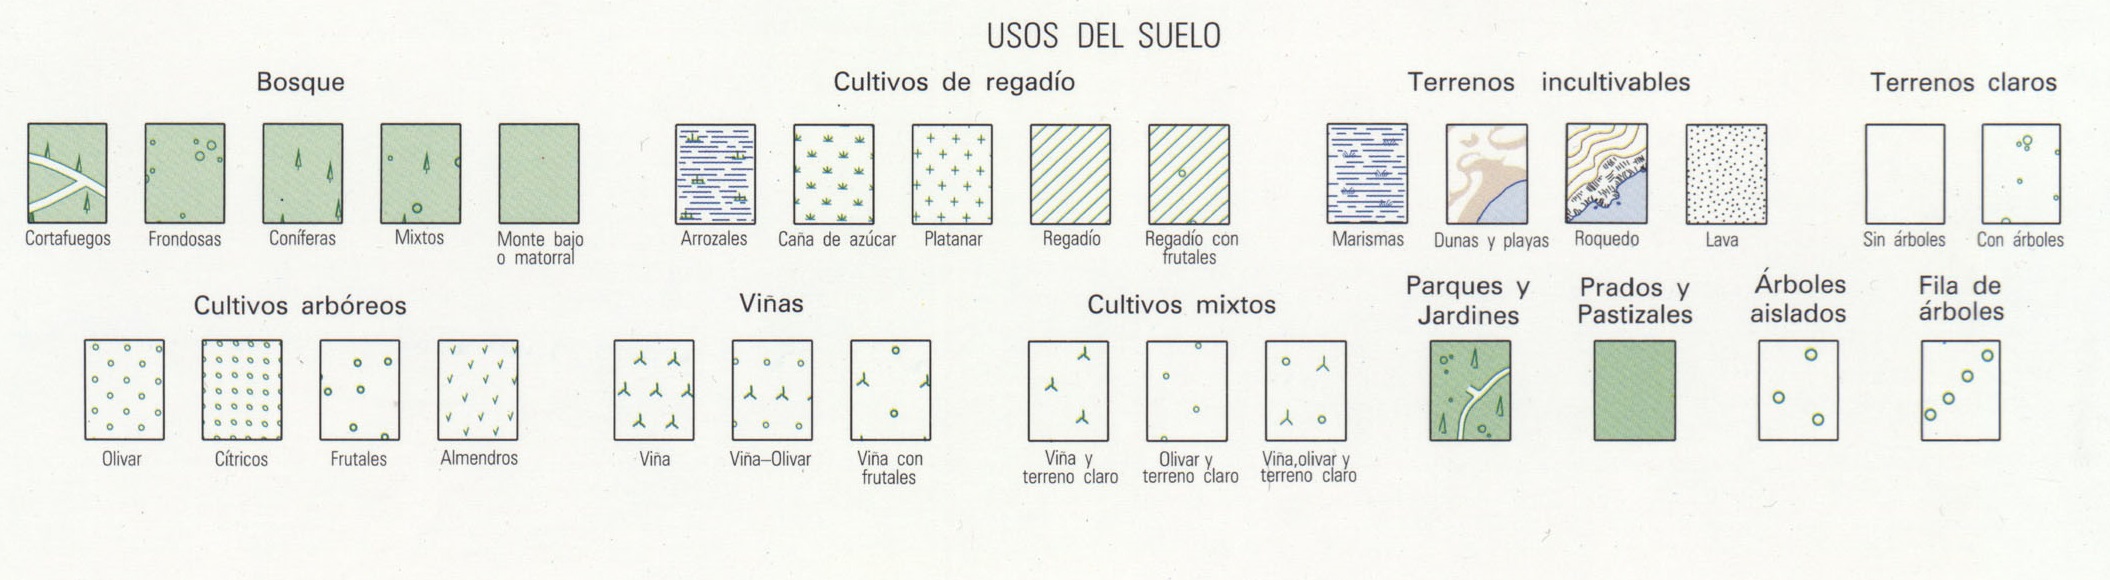 USOS DEL SUELO
Bosque
Cortafuegos
Frondosas
Coníferas
Mixtos
Monte bajo
o matorral
Cultivos de regadío
Arrozales
Caña de azúcar
Platanar
Regadío
Regadío con
frutales
Terrenos incultivables
Marismas
Dunas y playas
Roquedo
Lava
Terrenos claros
Sin árboles
Con árboles
Cultivos arbóreos
Olivar
Cítricos
Frutales
Almendros
Viñas
Viña
Viña-Olivar
Viña con
frutales
Cultivos mixtos
Viña y
terreno claro
Olivar y
terreno claro
Viña,olivar y
terreno claro
Parques y
Jardines
Prados y
Pastizales
Árboles
aislados
Fila de
árboles